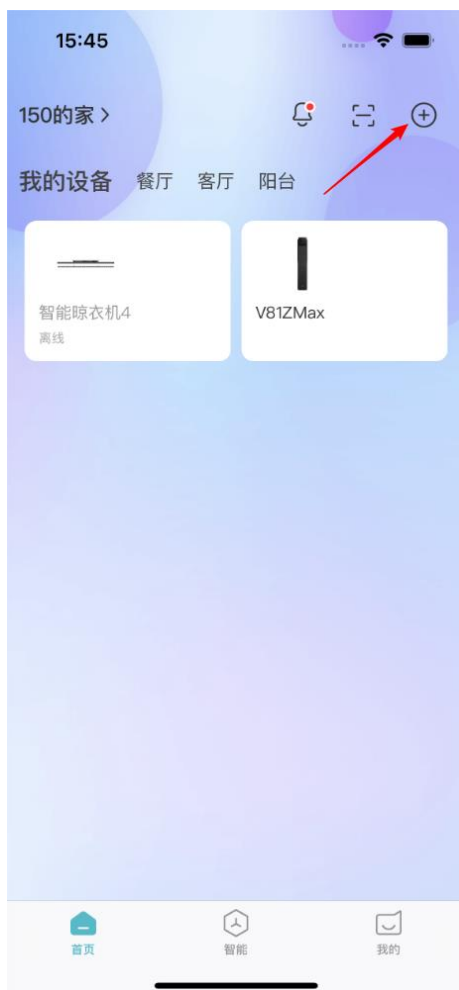 15:45
150的家
我的设备 餐厅 客厅 阳台
智能晾衣机4
离线
V81ZMax
首页 智能 我的